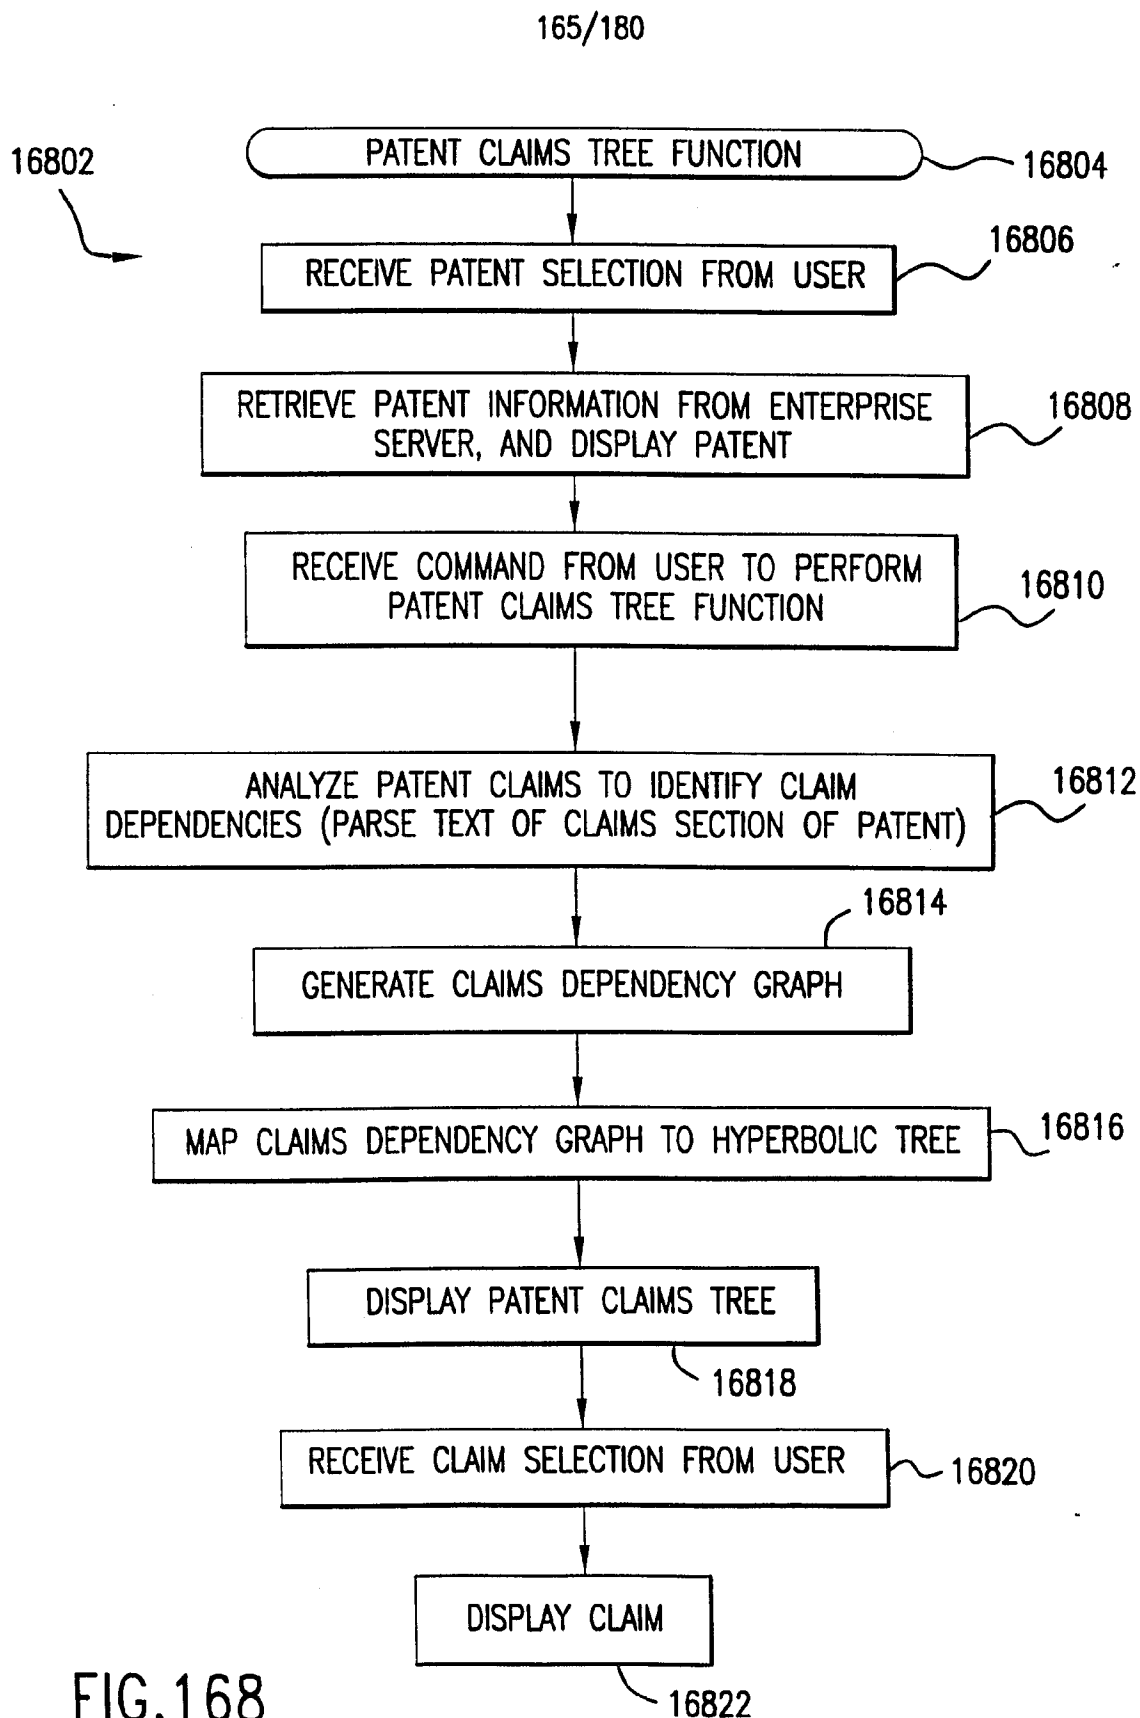 165/180
16802
PATENT CLAIMS TREE FUNCTION
16804
RECEIVE PATENT SELECTION FROM USER
16806
RETRIEVE PATENT INFORMATION FROM ENTERPRISE
SERVER, AND DISPLAY PATENT
16808
RECEIVE COMMAND FROM USER TO PERFORM
PATENT CLAIMS TREE FUNCTION
16810
ANALYZE PATENT CLAIMS TO IDENTIFY CLAIM
DEPENDENCIES (PARSE TEXT OF CLAIMS SECTION OF PATENT)
16812
16814
GENERATE CLAIMS DEPENDENCY GRAPH
MAP CLAIMS DEPENDENCY GRAPH TO HYPERBOLIC TREE
16816
DISPLAY PATENT CLAIMS TREE
16818
RECEIVE CLAIM SELECTION FROM USER
16820
DISPLAY CLAIM
16822
FIG.168